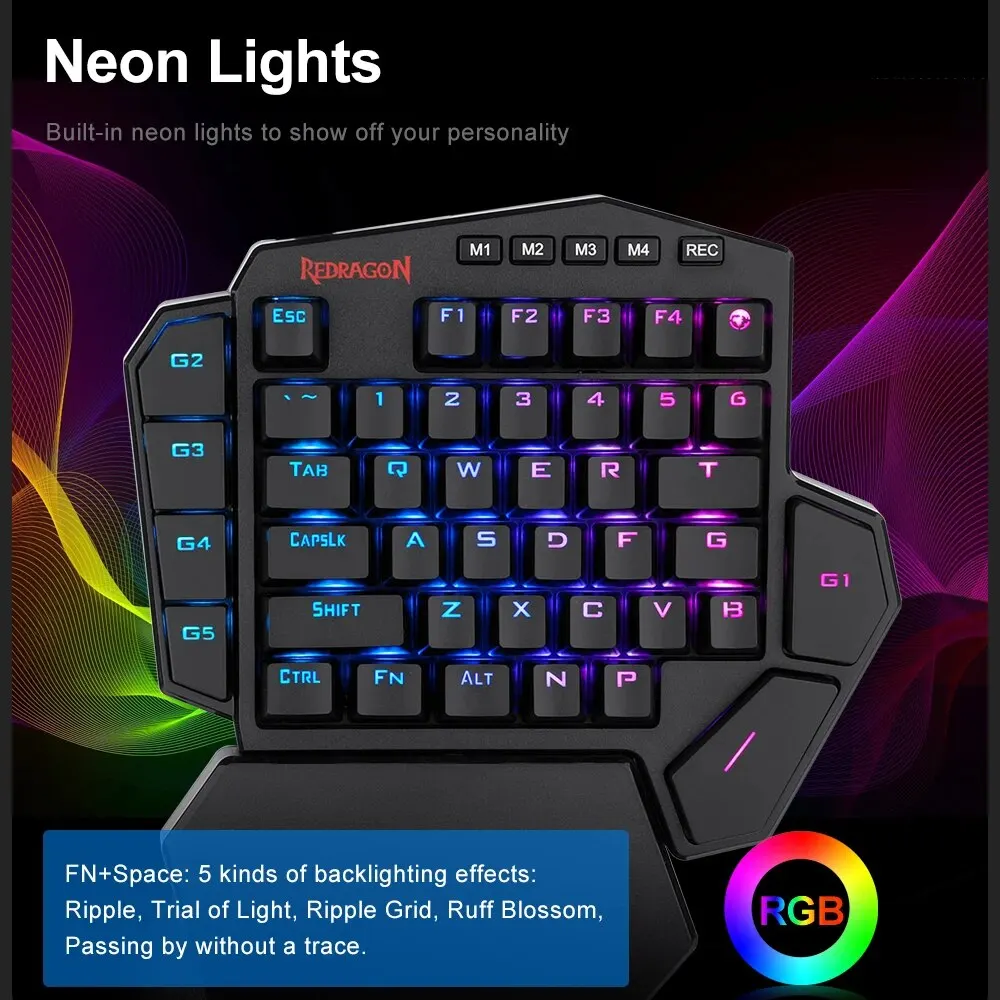 Neon Lights
Built-in neon lights to show off your personality
M1 M2 M3 M4 REC
REDRAGON
Esc F1 F2 F3 F4
G2
` ~ 1 2 3 4 5 6
G3
Tab Q W E R T
G4
CapsLk A S D F G
G1
Shift Z X C V B
G5
Ctrl Fn Alt N P
FN+Space: 5 kinds of backlighting effects:
Ripple, Trial of Light, Ripple Grid, Ruff Blossom,
Passing by without a trace.
RGB